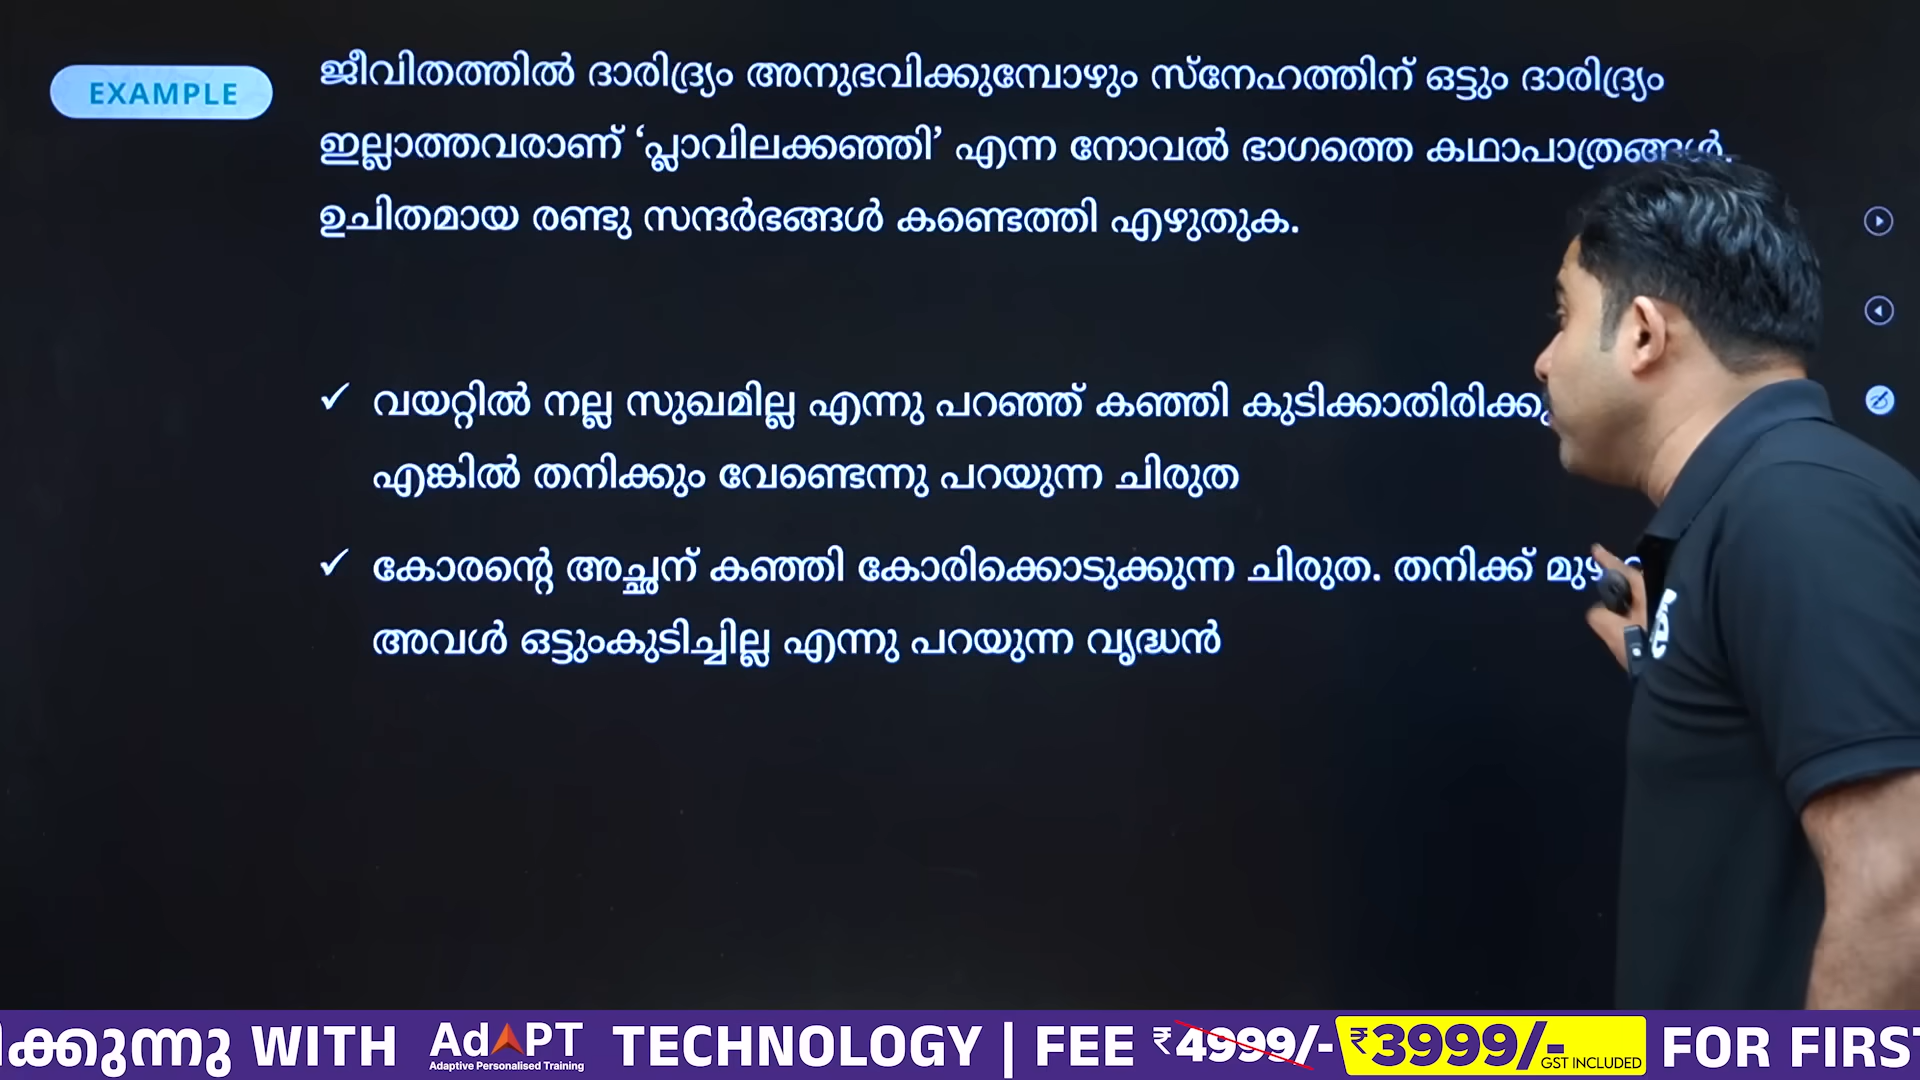 EXAMPLE
ജീവിതത്തിൽ ദാരിദ്ര്യം അനുഭവിക്കുമ്പോഴും സ്നേഹത്തിന് ഒട്ടും ദാരിദ്ര്യം
ഇല്ലാത്തവരാണ് ‘പ്ലാവിലക്കഞ്ഞി’ എന്ന നോവൽ ഭാഗത്തെ കഥാപാത്രങ്ങൾ.
ഉചിതമായ രണ്ടു സന്ദർഭങ്ങൾ കണ്ടെത്തി എഴുതുക.
✓ വയറ്റിൽ നല്ല സുഖമില്ല എന്നു പറഞ്ഞ് കഞ്ഞി
എങ്കിൽ തനിക്കും വേണ്ടെന്നു പറയുന്ന ചിരുത
✓ കോരന്റെ അച്ഛന് കഞ്ഞി കോരിക്കൊടുക്കുന്ന ചിരുത. തനിക്ക്
അവൾ ഒട്ടുംകുടിച്ചില്ല എന്നു പറയുന്ന വൃദ്ധൻ
WITH AdAPT TECHNOLOGY | FEE ₹4999/- ₹3999/- GST INCLUDED FOR
Adaptive Personalised Training